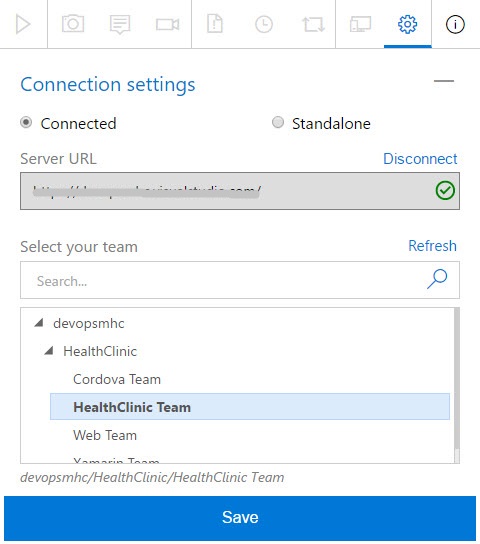 Connection settings
Connected
Standalone
Server URL
Disconnect
Select your team
Refresh
Search...
devopsmhc
HealthClinic
Cordova Team
HealthClinic Team
Web Team
Xamarin Team
devopsmhc/HealthClinic/HealthClinic Team
Save